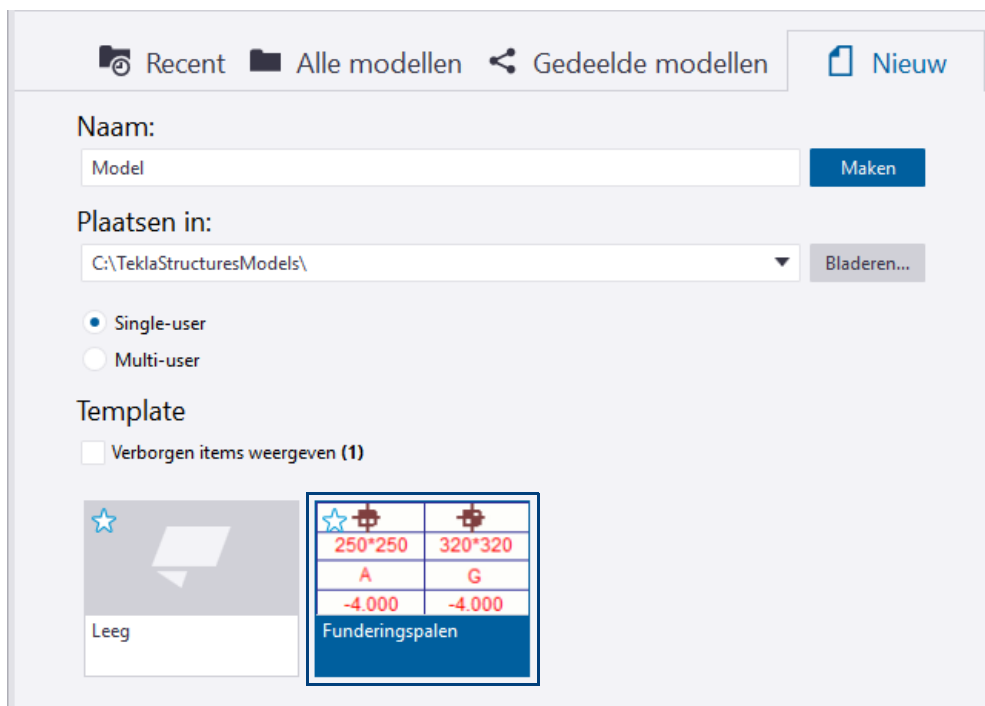 Recent Alle modellen Gedeelde modellen Nieuw
Naam:
Model Maken
Plaatsen in:
C:\TeklaStructuresModels\ Bladeren...
Single-user
Multi-user
Template
Verborgen items weergeven (1)
250*250 320*320
A G
-4.000 -4.000
Leeg Funderingspalen